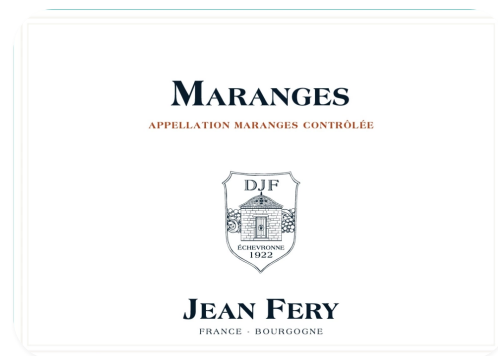 MARANGES
APPELLATION MARANGES CONTRÔLÉE
DJF
ÉCHEVRONNE
1922
JEAN FERY
FRANCE - BOURGOGNE